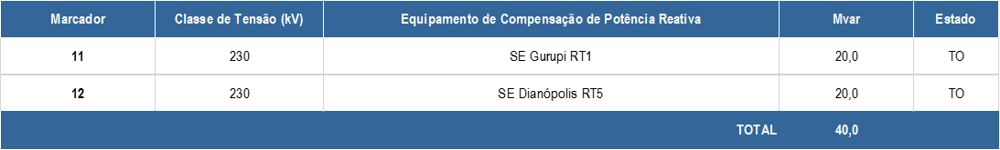 Marcador Classe de Tensão (kV) Equipamento de Compensação de Potência Reativa Mvar Estado
11 230 SE Gurupi RT1 20,0 TO
12 230 SE Dianópolis RT5 20,0 TO
TOTAL 40,0